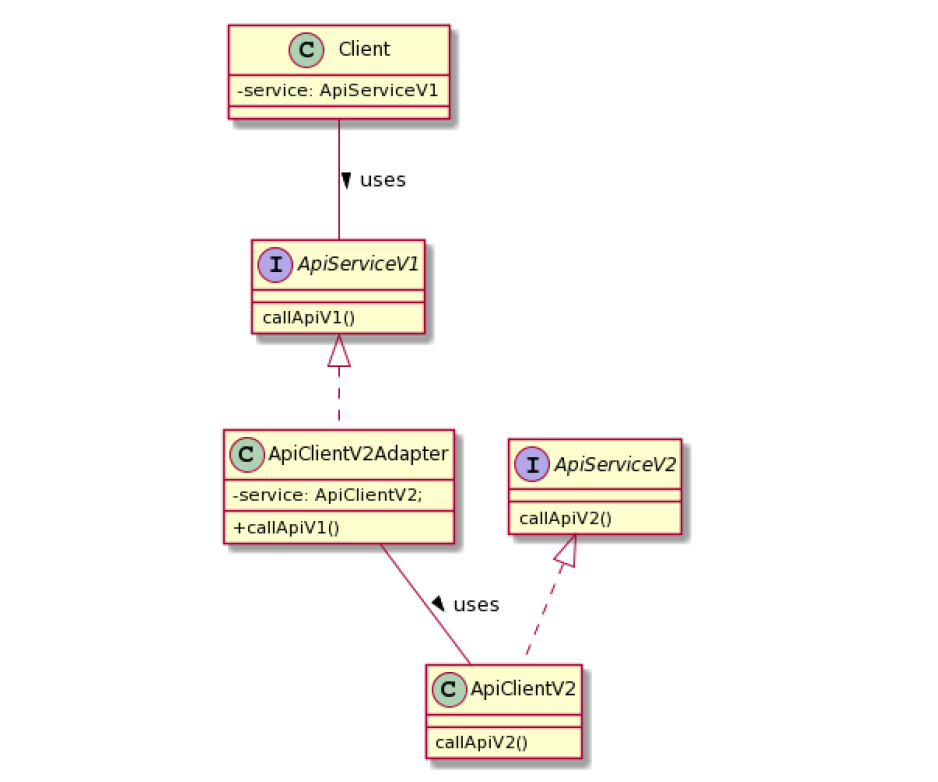 C Client
-service: ApiServiceV1
uses
I ApiServiceV1
callApiV1()
C ApiClientV2Adapter
-service: ApiClientV2;
+callApiV1()
I ApiServiceV2
callApiV2()
uses
C ApiClientV2
callApiV2()